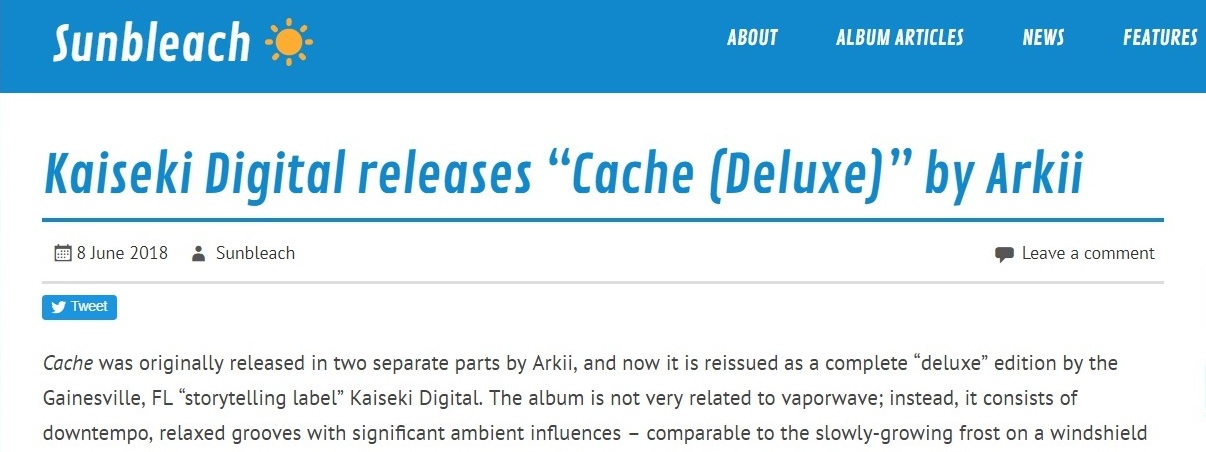 Sunbleach
ABOUT ALBUM ARTICLES NEWS FEATURES
Kaiseki Digital releases “Cache (Deluxe)” by Arkii
8 June 2018 Sunbleach Leave a comment
Tweet
Cache was originally released in two separate parts by Arkii, and now it is reissued as a complete “deluxe” edition by the
Gainesville, FL “storytelling label” Kaiseki Digital. The album is not very related to vaporwave; instead, it consists of
downtempo, relaxed grooves with significant ambient influences – comparable to the slowly-growing frost on a windshield